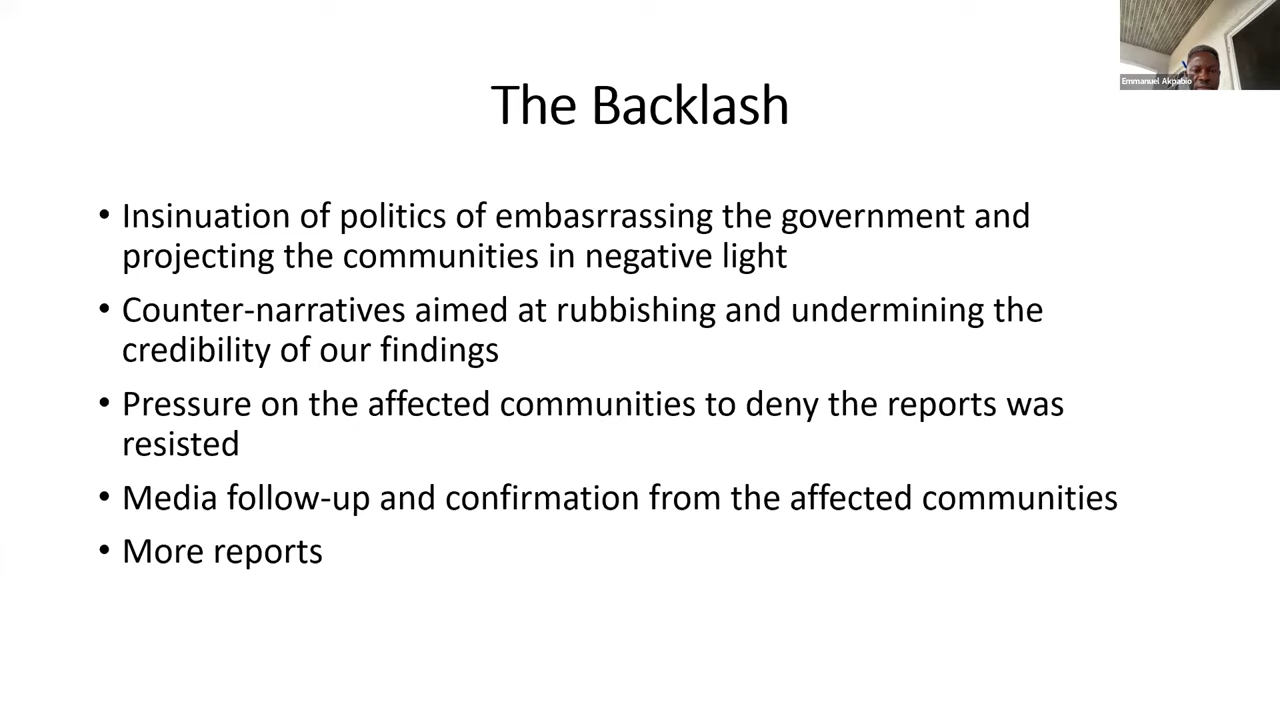 Emmanuel Akpabio
The Backlash
• Insinuation of politics of embasrrassing the government and
projecting the communities in negative light
• Counter-narratives aimed at rubbishing and undermining the
credibility of our findings
• Pressure on the affected communities to deny the reports was
resisted
• Media follow-up and confirmation from the affected communities
• More reports